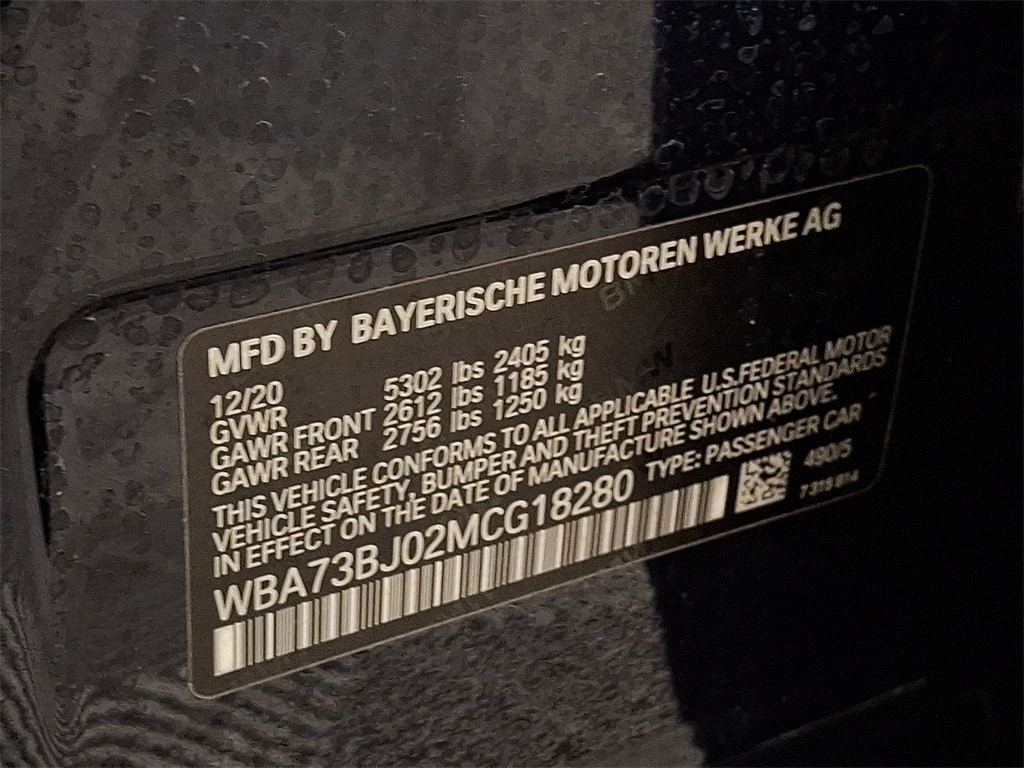 MFD BY BAYERISCHE MOTOREN WERKE AG
12/20
GVWR 5302 lbs 2405 kg
GAWR FRONT 2612 lbs 1185 kg
GAWR REAR 2756 lbs 1250 kg
THIS VEHICLE CONFORMS TO ALL APPLICABLE U.S.FEDERAL MOTOR
VEHICLE SAFETY, BUMPER AND THEFT PREVENTION STANDARDS
IN EFFECT ON THE DATE OF MANUFACTURE SHOWN ABOVE.
WBA73BJ02MCG18280 TYPE: PASSENGER CAR
490/5